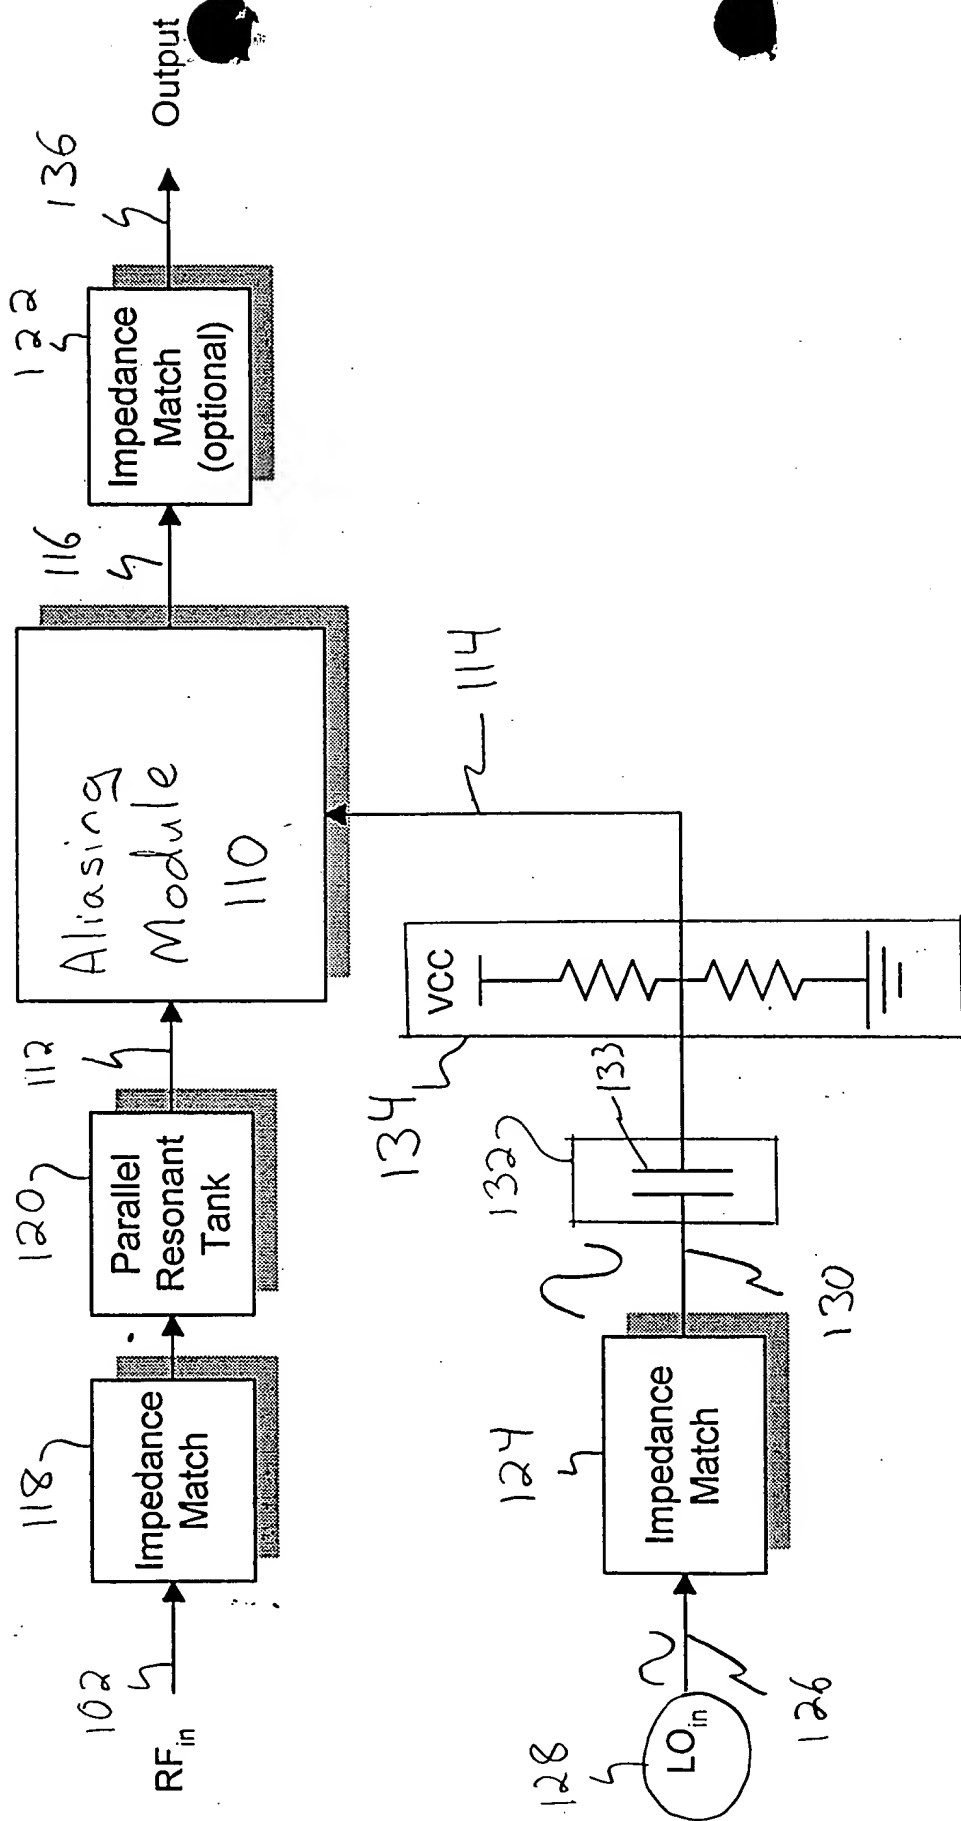 102
RFin
118
Impedance
Match
120
Parallel
Resonant
Tank
112
Aliasing
Module
110
116
122
Impedance
Match
(optional)
136
Output
114
128
LOin
126
124
Impedance
Match
130
132
133
134
VCC